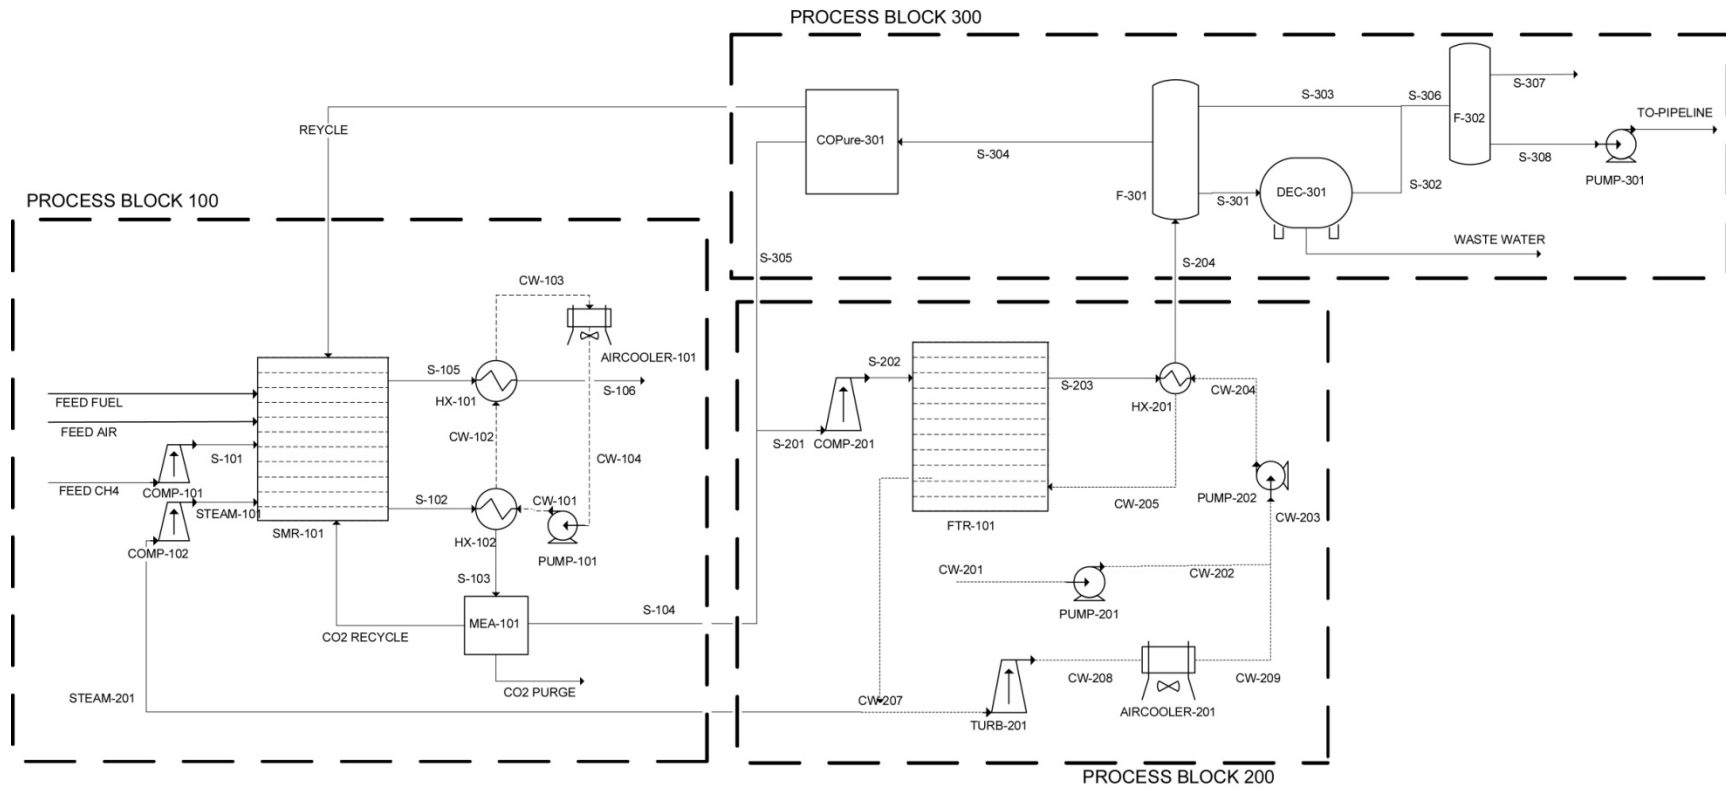 PROCESS BLOCK 300
S-307
S-303
S-306
F-302
TO-PIPELINE
REYCLE
COPure-301
S-304
S-308
PUMP-301
F-301
S-301
DEC-301
S-302
PROCESS BLOCK 100
WASTE WATER
S-305
S-204
CW-103
AIRCOOLER-101
S-105
S-106
HX-101
FEED FUEL
FEED AIR
CW-102
S-101
CW-104
FEED CH4
COMP-101
S-102
CW-101
STEAM-101
SMR-101
HX-102
COMP-102
PUMP-101
S-103
S-104
MEA-101
CO2 RECYCLE
CO2 PURGE
STEAM-201
S-202
S-203
CW-204
HX-201
S-201
COMP-201
PUMP-202
CW-205
CW-203
FTR-101
CW-201
CW-202
PUMP-201
CW-207
CW-208
CW-209
TURB-201
AIRCOOLER-201
PROCESS BLOCK 200